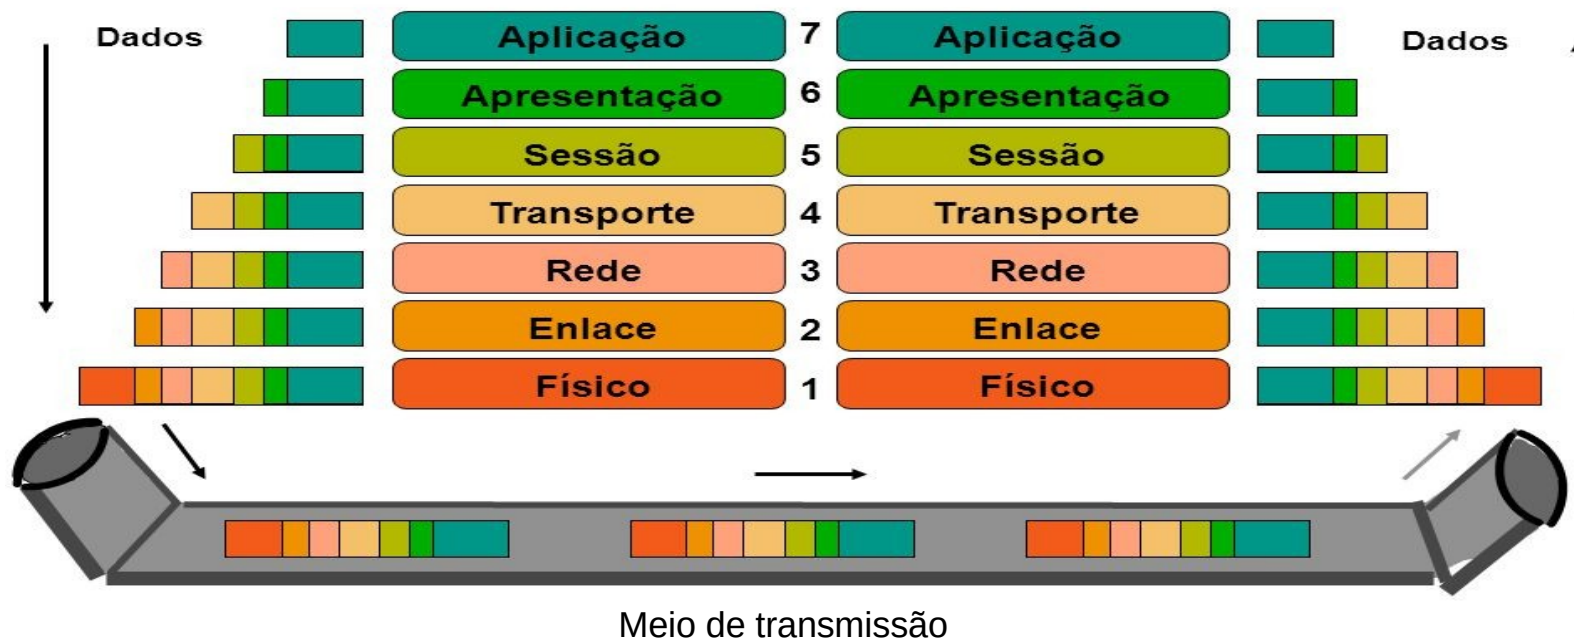 Dados Aplicação 7 Aplicação Dados
Apresentação 6 Apresentação
Sessão 5 Sessão
Transporte 4 Transporte
Rede 3 Rede
Enlace 2 Enlace
Físico 1 Físico
Meio de transmissão